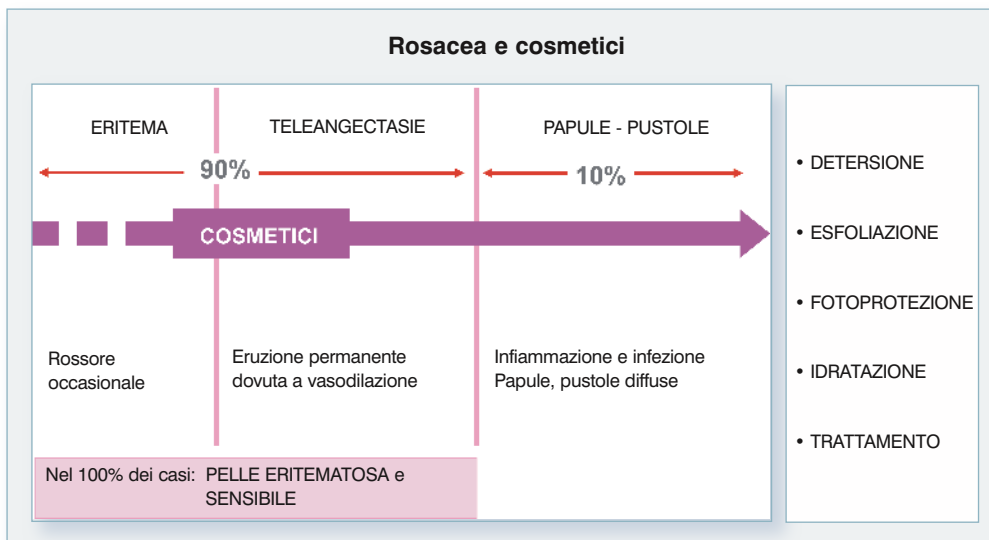 Rosacea e cosmetici
ERITEMA
TELEANGECTASIE
PAPULE - PUSTOLE
90%
10%
COSMETICI
Rossore
occasionale
Eruzione permanente
dovuta a vasodilazione
Infiammazione e infezione
Papule, pustole diffuse
Nel 100% dei casi: PELLE ERITEMATOSA e
SENSIBILE
• DETERSIONE
• ESFOLIAZIONE
• FOTOPROTEZIONE
• IDRATAZIONE
• TRATTAMENTO